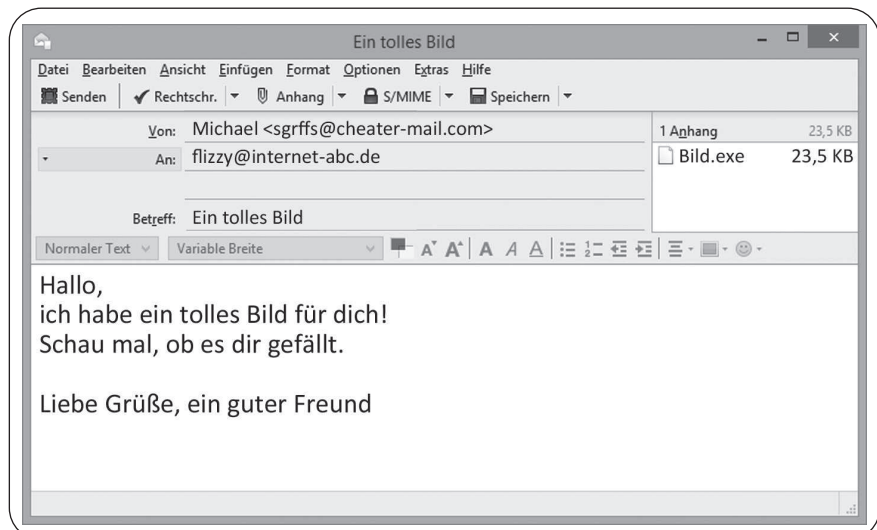 Ein tolles Bild
Datei Bearbeiten Ansicht Einfügen Format Optionen Extras Hilfe
Senden Rechtschr. Anhang S/MIME Speichern
Von: Michael <sgrffs@cheater-mail.com>
1 Anhang 23,5 KB
An: flizzy@internet-abc.de
Bild.exe 23,5 KB
Betreff: Ein tolles Bild
Normaler Text Variable Breite
Hallo,
ich habe ein tolles Bild für dich!
Schau mal, ob es dir gefällt.
Liebe Grüße, ein guter Freund